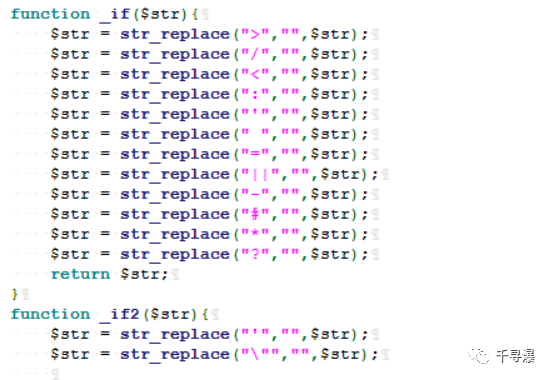 function _if($str){
$str = str_replace(">","",$str);
$str = str_replace("/","",$str);
$str = str_replace("<","",$str);
$str = str_replace(":","",$str);
$str = str_replace("'","",$str);
$str = str_replace(" ","",$str);
$str = str_replace("=","",$str);
$str = str_replace("||","",$str);
$str = str_replace("-","",$str);
$str = str_replace("#","",$str);
$str = str_replace("*","",$str);
$str = str_replace("?","",$str);
return $str;
}
function _if2($str){
$str = str_replace("'","",$str);
$str = str_replace("\"","",$str);
千寻瀑